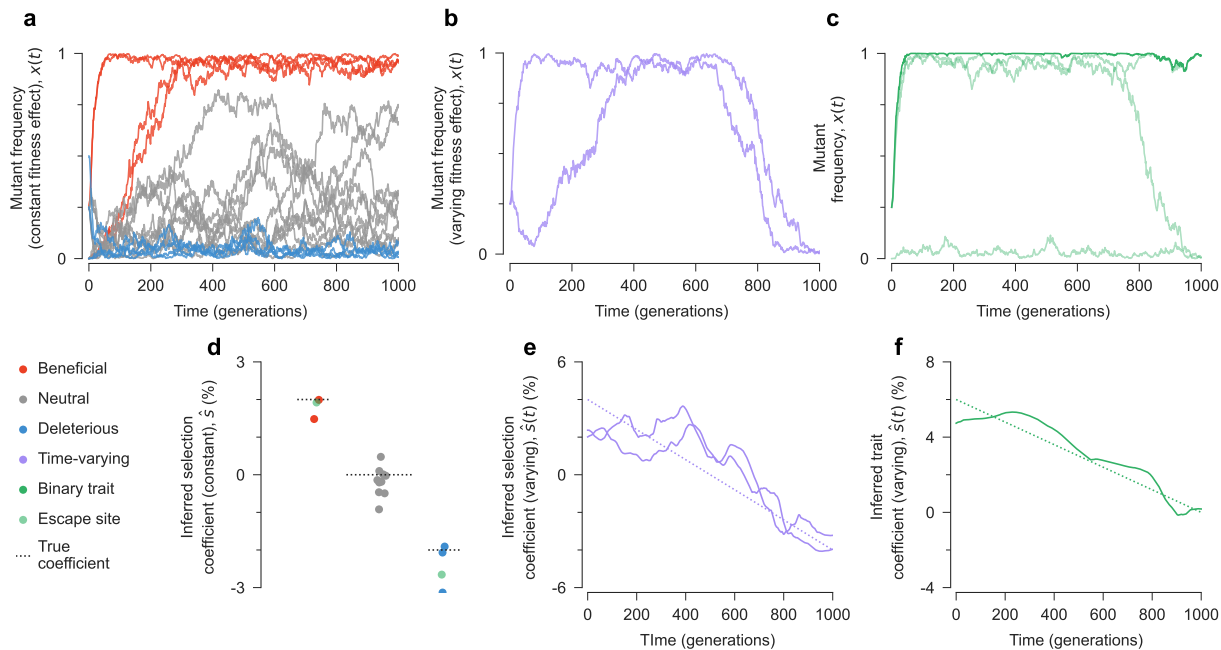 a
Mutant frequency
(constant fitness effect), x(t)
1
0
0
200
400
600
800
1000
Time (generations)
b
Mutant frequency
(varying fitness effect), x(t)
1
0
0
200
400
600
800
1000
Time (generations)
c
Mutant
frequency, x(t)
1
0
0
200
400
600
800
1000
Time (generations)
Beneficial
Neutral
Deleterious
Time-varying
Binary trait
Escape site
True
coefficient
d
Inferred selection
coefficient (constant), ŝ (%)
3
0
-3
e
Inferred selection
coefficient (varying), ŝ(t) (%)
6
0
-6
0
200
400
600
800
1000
TIme (generations)
f
Inferred trait
coefficient (varying), ŝ(t) (%)
8
4
0
-4
0
200
400
600
800
1000
Time (generations)